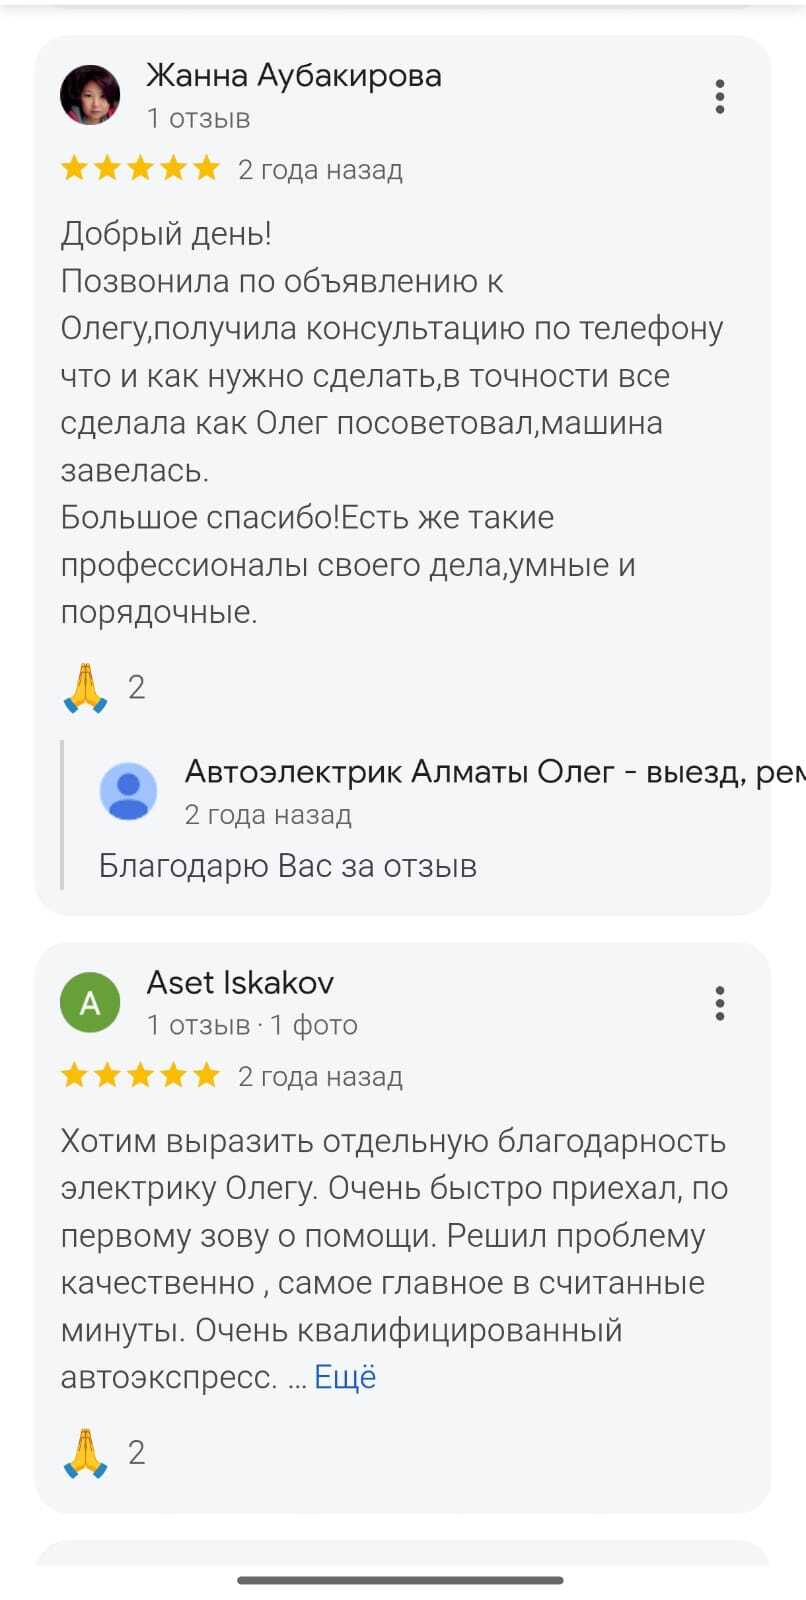 Жанна Аубакирова
1 отзыв
2 года назад
Добрый день!
Позвонила по объявлению к
Олегу,получила консультацию по телефону
что и как нужно сделать,в точности все
сделала как Олег посоветовал,машина
завелась.
Большое спасибо!Есть же такие
профессионалы своего дела,умные и
порядочные.
2
Автоэлектрик Алматы Олег - выезд, рем
2 года назад
Благодарю Вас за отзыв
A
Aset Iskakov
1 отзыв · 1 фото
2 года назад
Хотим выразить отдельную благодарность
электрику Олегу. Очень быстро приехал, по
первому зову о помощи. Решил проблему
качественно , самое главное в считанные
минуты. Очень квалифицированный
автоэкспресс. ... Ещё
2